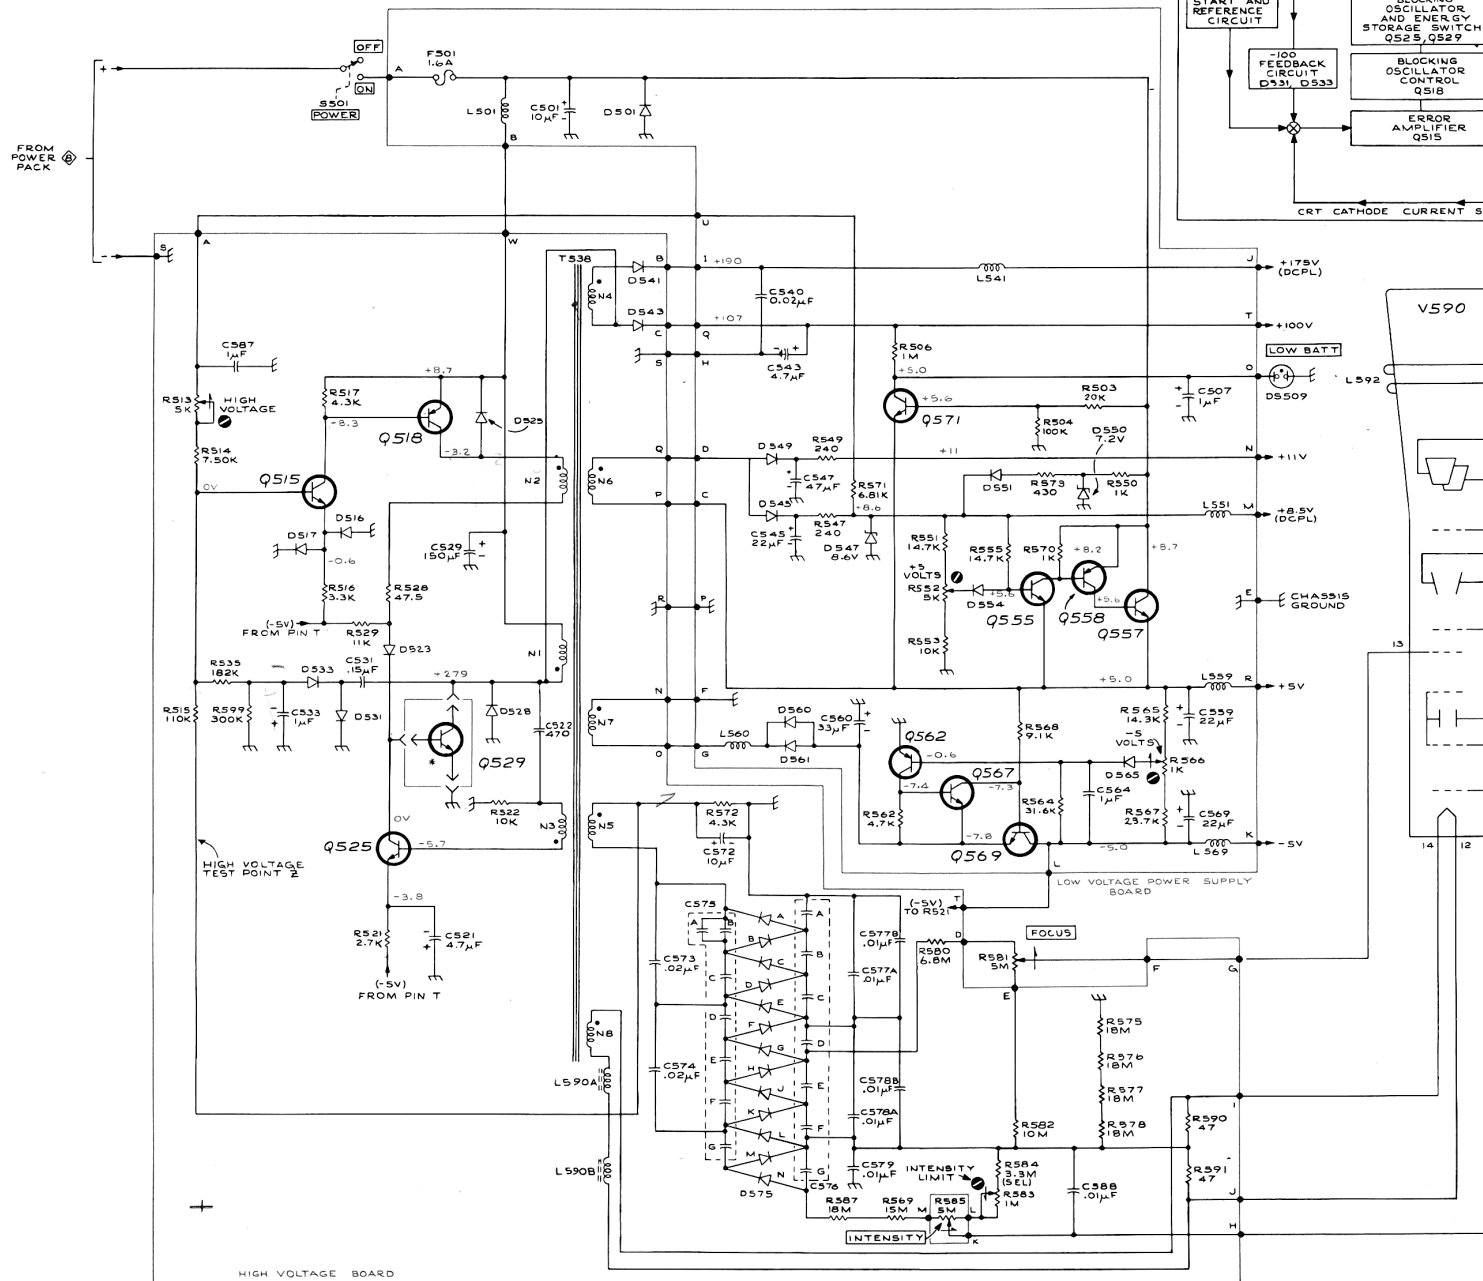 START AND
REFERENCE
CIRCUIT
BLOCKING
OSCILLATOR
AND ENERGY
STORAGE SWITCH
Q525, Q529
-100
FEEDBACK
CIRCUIT
D531, D533
BLOCKING
OSCILLATOR
CONTROL
Q518
ERROR
AMPLIFIER
Q515
CRT CATHODE CURRENT S
OFF
ON
S501
POWER
A
F501
1.6A
L501
C501
10µF
D501
B
FROM
POWER
PACK
8
+
-
S
A
W
U
T538
N4
D541
B
I
+190
L541
J
+175V
(DCPL)
C540
0.02µF
D543
C
Q
+107
T
+100V
S
H
C543
4.7µF
R506
1M
LOW BATT
+5.0
O
DS509
L592
V590
C587
1µF
R513
5K
HIGH
VOLTAGE
R517
4.3K
+8.7
-8.3
Q518
D525
-3.2
R514
7.50K
Q515
0V
N2
N6
Q
D
D549
R549
240
+11
N
+11V
+5.6
Q571
R503
20K
R504
100K
C507
1µF
D550
7.2V
D551
R573
430
R550
1K
C547
47µF
P
C
D545
R571
6.81K
+8.6
C545
22µF
R547
240
D547
8.6V
L551
M
+8.5V
(DCPL)
D516
D517
-0.6
C529
150µF
R516
3.3K
R528
47.5
(-5V)
FROM PIN T
R529
11K
D523
N1
R
P
R551
14.7K
+5
VOLTS
R552
5K
R555
14.7K
D554
+5.6
R570
1K
+8.2
+8.7
Q555
Q558
+5.6
Q557
R553
10K
E
CHASSIS
GROUND
13
R535
182K
D533
C531
.15µF
+279
R515
110K
R599
300K
C533
1µF
D531
D528
C522
470
*
Q529
N7
N
F
O
G
L560
D560
D561
C560
33µF
+5.0
L559
R
+5V
Q562
R568
9.1K
R565
14.3K
C559
22µF
-5
VOLTS
-0.6
D565
R566
1K
Q567
-7.4
-7.3
C564
1µF
R564
31.6K
R562
4.7K
R567
23.7K
C569
22µF
-7.8
Q569
-5.0
L569
K
-5V
R522
10K
N3
N5
R572
4.3K
C572
10µF
0V
Q525
-5.7
HIGH VOLTAGE
TEST POINT 2
14
12
L
LOW VOLTAGE POWER SUPPLY
BOARD
-3.8
R521
2.7K
C521
4.7µF
(-5V)
FROM PIN T
C575
A
B
C
D
E
F
G
A
B
C
D
E
F
G
H
J
K
L
M
N
D575
A
B
C
D
E
F
G
C576
C573
.02µF
C574
.02µF
C577B
.01µF
C577A
.01µF
C578B
.01µF
C578A
.01µF
C579
.01µF
(-5V)
TO R521
T
D
R580
6.8M
FOCUS
R581
5M
E
F
G
R575
18M
R576
18M
R577
18M
R578
18M
R582
10M
N8
L590A
L590B
I
R590
47
R591
47
J
H
INTENSITY
LIMIT
R584
3.3M
(SEL)
R583
1M
C588
.01µF
R587
18M
R569
15M
M
R585
5M
L
K
INTENSITY
HIGH VOLTAGE BOARD